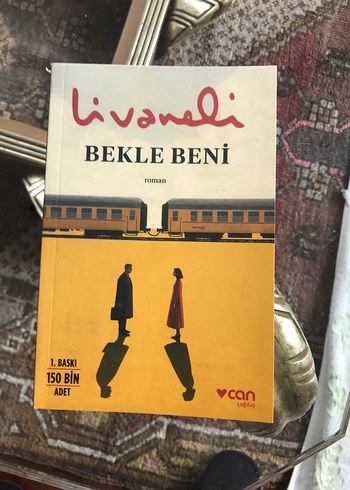 Livaneli
BEKLE BENİ
roman
1. BASKI
150 BİN
ADET
can
çağdaş